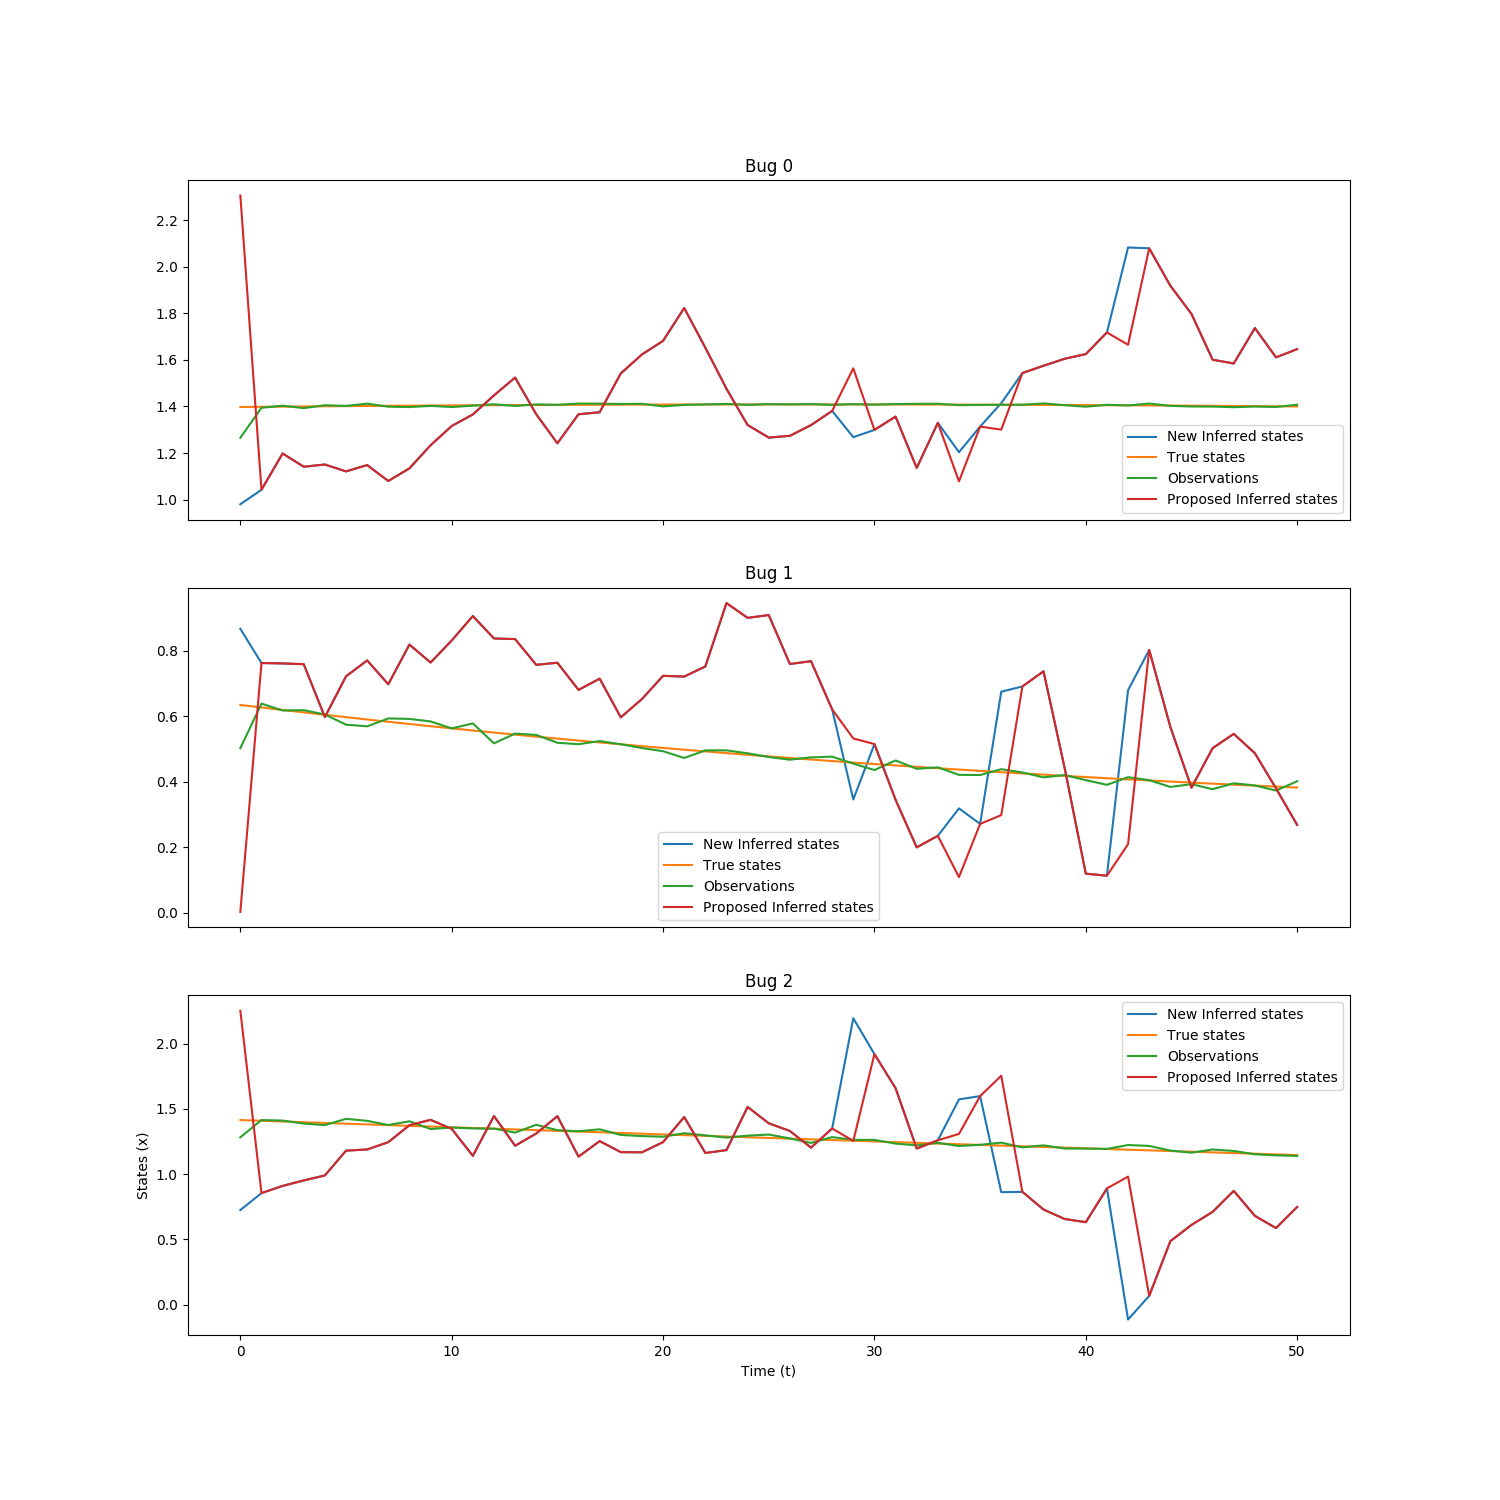 Bug 0
2.2
2.0
1.8
1.6
1.4
1.2
1.0
New Inferred states
True states
Observations
Proposed Inferred states
Bug 1
0.8
0.6
0.4
0.2
0.0
New Inferred states
True states
Observations
Proposed Inferred states
Bug 2
2.0
1.5
1.0
0.5
0.0
States (x)
New Inferred states
True states
Observations
Proposed Inferred states
0 10 20 30 40 50
Time (t)